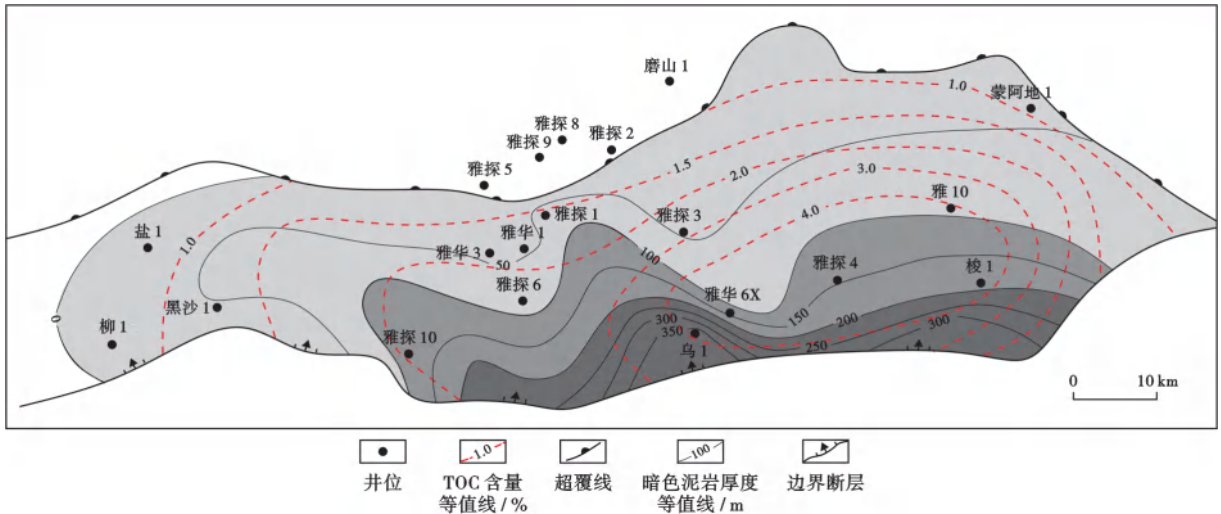 磨山 1
1.0
蒙阿地 1
雅探 8
雅探 2
雅探 9
1.5
2.0
雅探 5
3.0
雅探 1
4.0
雅 10
盐 1
1.0
雅华 1
雅探 3
雅华 3
50
100
雅探 4
梭 1
雅探 6
黑沙 1
雅华 6X
150
0
柳 1
300
200
350
300
雅探 10
乌 1
250
0 10 km
1.0
100
井位
TOC 含量
等值线 / %
超覆线
暗色泥岩厚度
等值线 / m
边界断层